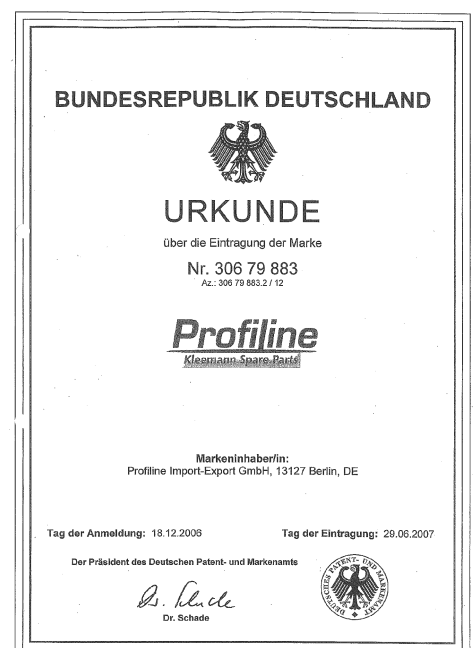 BUNDESREPUBLIK DEUTSCHLAND
URKUNDE
über die Eintragung der Marke
Nr. 306 79 883
Az.: 306 79 883.2 / 12
Profiline
Kleemann Spare Parts
Markeninhaber/in:
Profiline Import-Export GmbH, 13127 Berlin, DE
Tag der Anmeldung: 18.12.2006
Tag der Eintragung: 29.06.2007
Der Präsident des Deutschen Patent- und Markenamts
Dr. Schade
Dr. Schade
DEUTSCHES PATENT- UND MARKENAMT